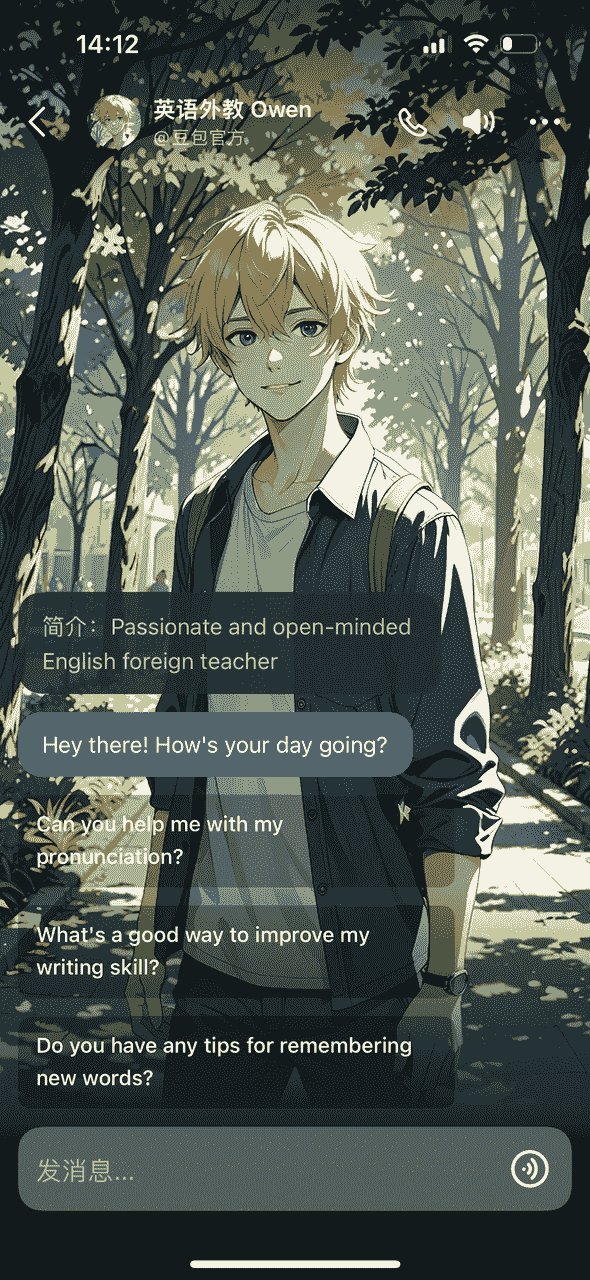 14:12
英语外教 Owen
@豆包官方
简介：Passionate and open-minded
English foreign teacher
Hey there! How's your day going?
Can you help me with my
pronunciation?
What's a good way to improve my
writing skill?
Do you have any tips for remembering
new words?
发消息...